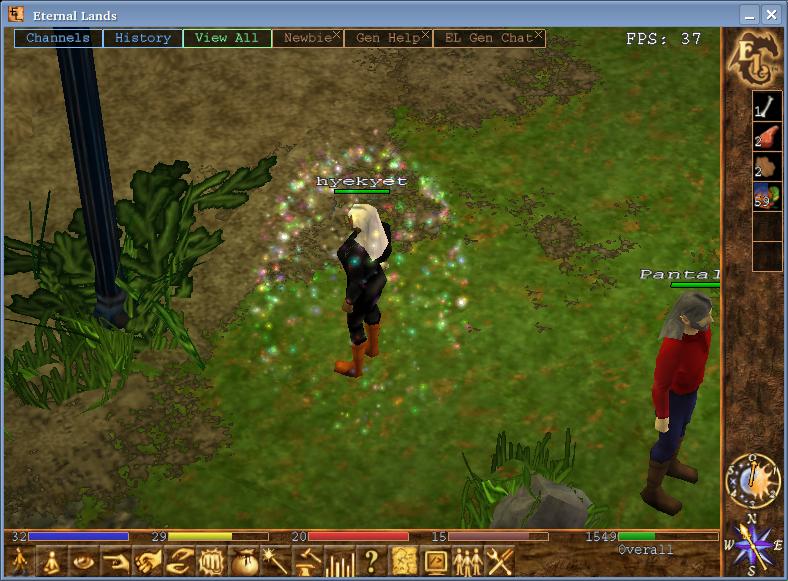 Eternal Lands
Channels History View All Newbie Gen Help EL Gen Chat
FPS: 37
EL
1
2
2
59
hyekyet
Pantal
32 29 20 15 1549
Overall
?
N
W E
S